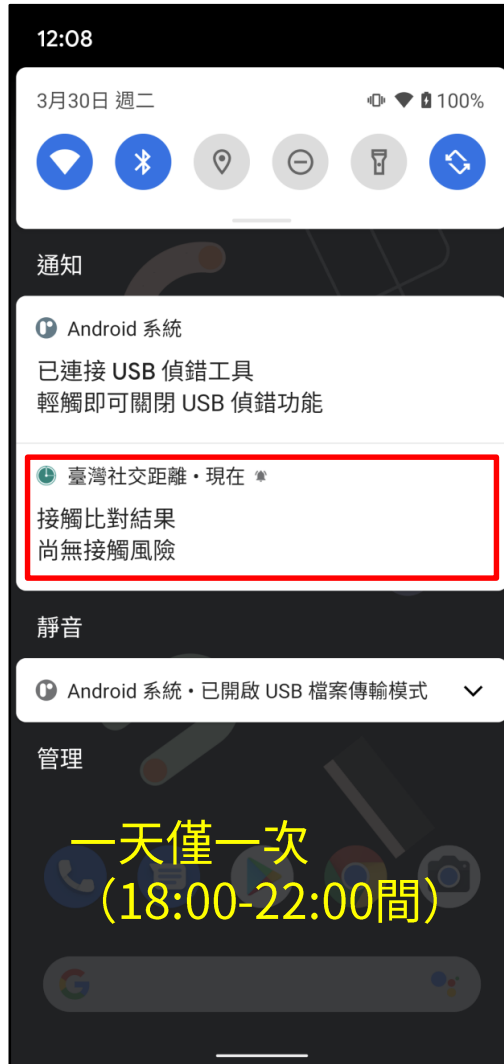 12:08
3月30日 週二
100%
通知
Android 系統
已連接 USB 偵錯工具
輕觸即可關閉 USB 偵錯功能
臺灣社交距離・現在
接觸比對結果
尚無接觸風險
靜音
Android 系統・已開啟 USB 檔案傳輸模式
管理
一天僅一次
（18:00-22:00間）